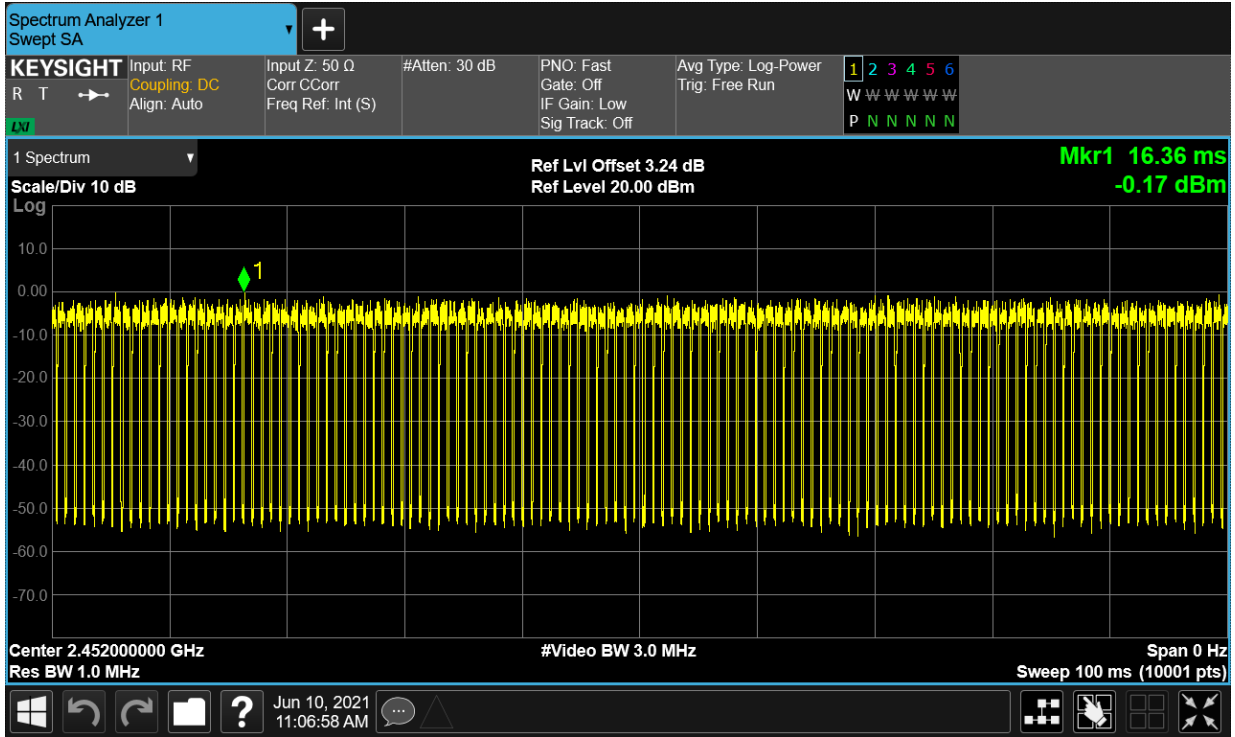 Spectrum Analyzer 1
Swept SA
▼
+
KEYSIGHT
R T
LXI
Input: RF
Coupling: DC
Align: Auto
Input Z: 50 Ω
Corr CCorr
Freq Ref: Int (S)
#Atten: 30 dB
PNO: Fast
Gate: Off
IF Gain: Low
Sig Track: Off
Avg Type: Log-Power
Trig: Free Run
1 2 3 4 5 6
W W W W W W
P N N N N N
1 Spectrum ▼
Scale/Div 10 dB
Log
Ref Lvl Offset 3.24 dB
Ref Level 20.00 dBm
Mkr1 16.36 ms
-0.17 dBm
1
10.0
0.00
-10.0
-20.0
-30.0
-40.0
-50.0
-60.0
-70.0
Center 2.452000000 GHz
Res BW 1.0 MHz
#Video BW 3.0 MHz
Span 0 Hz
Sweep 100 ms (10001 pts)
?
Jun 10, 2021
11:06:58 AM